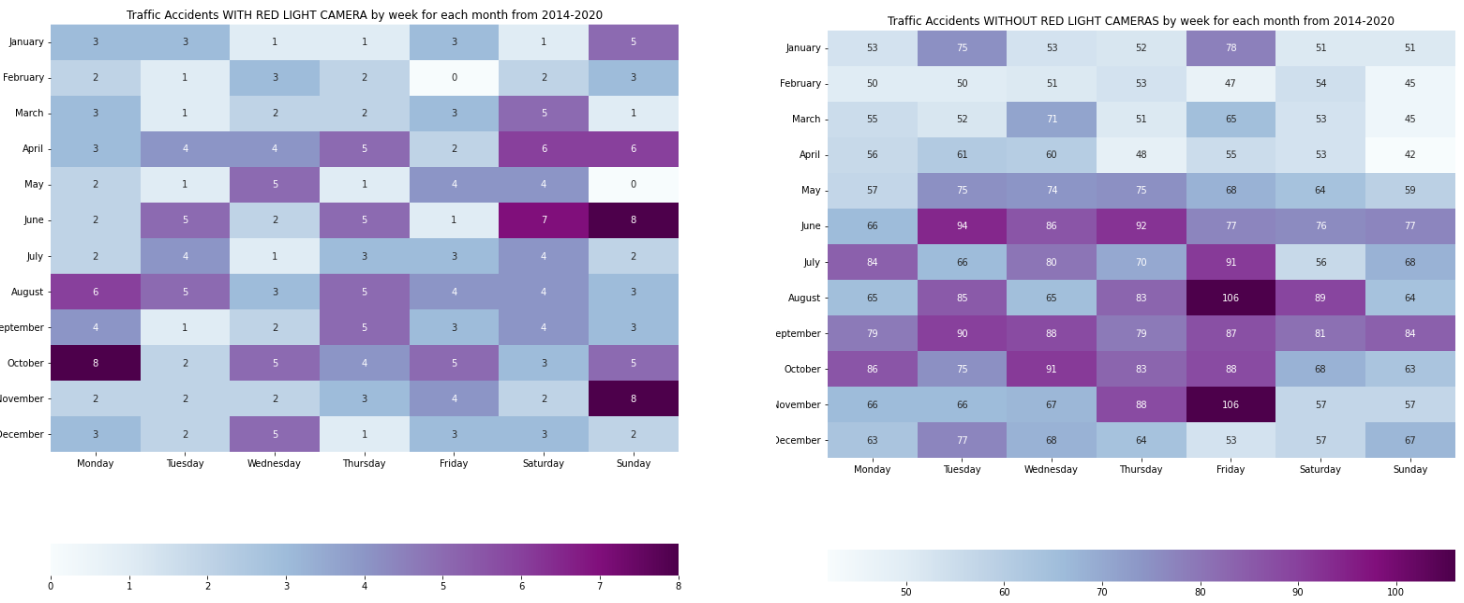 Traffic Accidents WITH RED LIGHT CAMERA by week for each month from 2014-2020
January 3 3 1 1 3 1 5
February 2 1 3 2 0 2 3
March 3 1 2 2 3 5 1
April 3 4 4 5 2 6 6
May 2 1 5 1 4 4 0
June 2 5 2 5 1 7 8
July 2 4 1 3 3 4 2
August 6 5 3 5 4 4 3
eptember 4 1 2 5 3 4 3
October 8 2 5 4 5 3 5
November 2 2 2 3 4 2 8
December 3 2 5 1 3 3 2
Monday Tuesday Wednesday Thursday Friday Saturday Sunday
0 1 2 3 4 5 6 7 8
Traffic Accidents WITHOUT RED LIGHT CAMERAS by week for each month from 2014-2020
January 53 75 53 52 78 51 51
February 50 50 51 53 47 54 45
March 55 52 71 51 65 53 45
April 56 61 60 48 55 53 42
May 57 75 74 75 68 64 59
June 66 94 86 92 77 76 77
July 84 66 80 70 91 56 68
August 65 85 65 83 106 89 64
eptember 79 90 88 79 87 81 84
October 86 75 91 83 88 68 63
November 66 66 67 88 106 57 57
December 63 77 68 64 53 57 67
Monday Tuesday Wednesday Thursday Friday Saturday Sunday
50 60 70 80 90 100